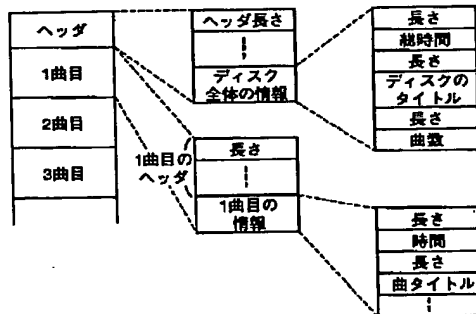 ヘッダ
1曲目
2曲目
3曲目
ヘッダ長さ
ディスク
全体の情報
長さ
総時間
長さ
ディスクの
タイトル
長さ
曲数
1曲目の
ヘッダ
長さ
1曲目の
情報
長さ
時間
長さ
曲タイトル